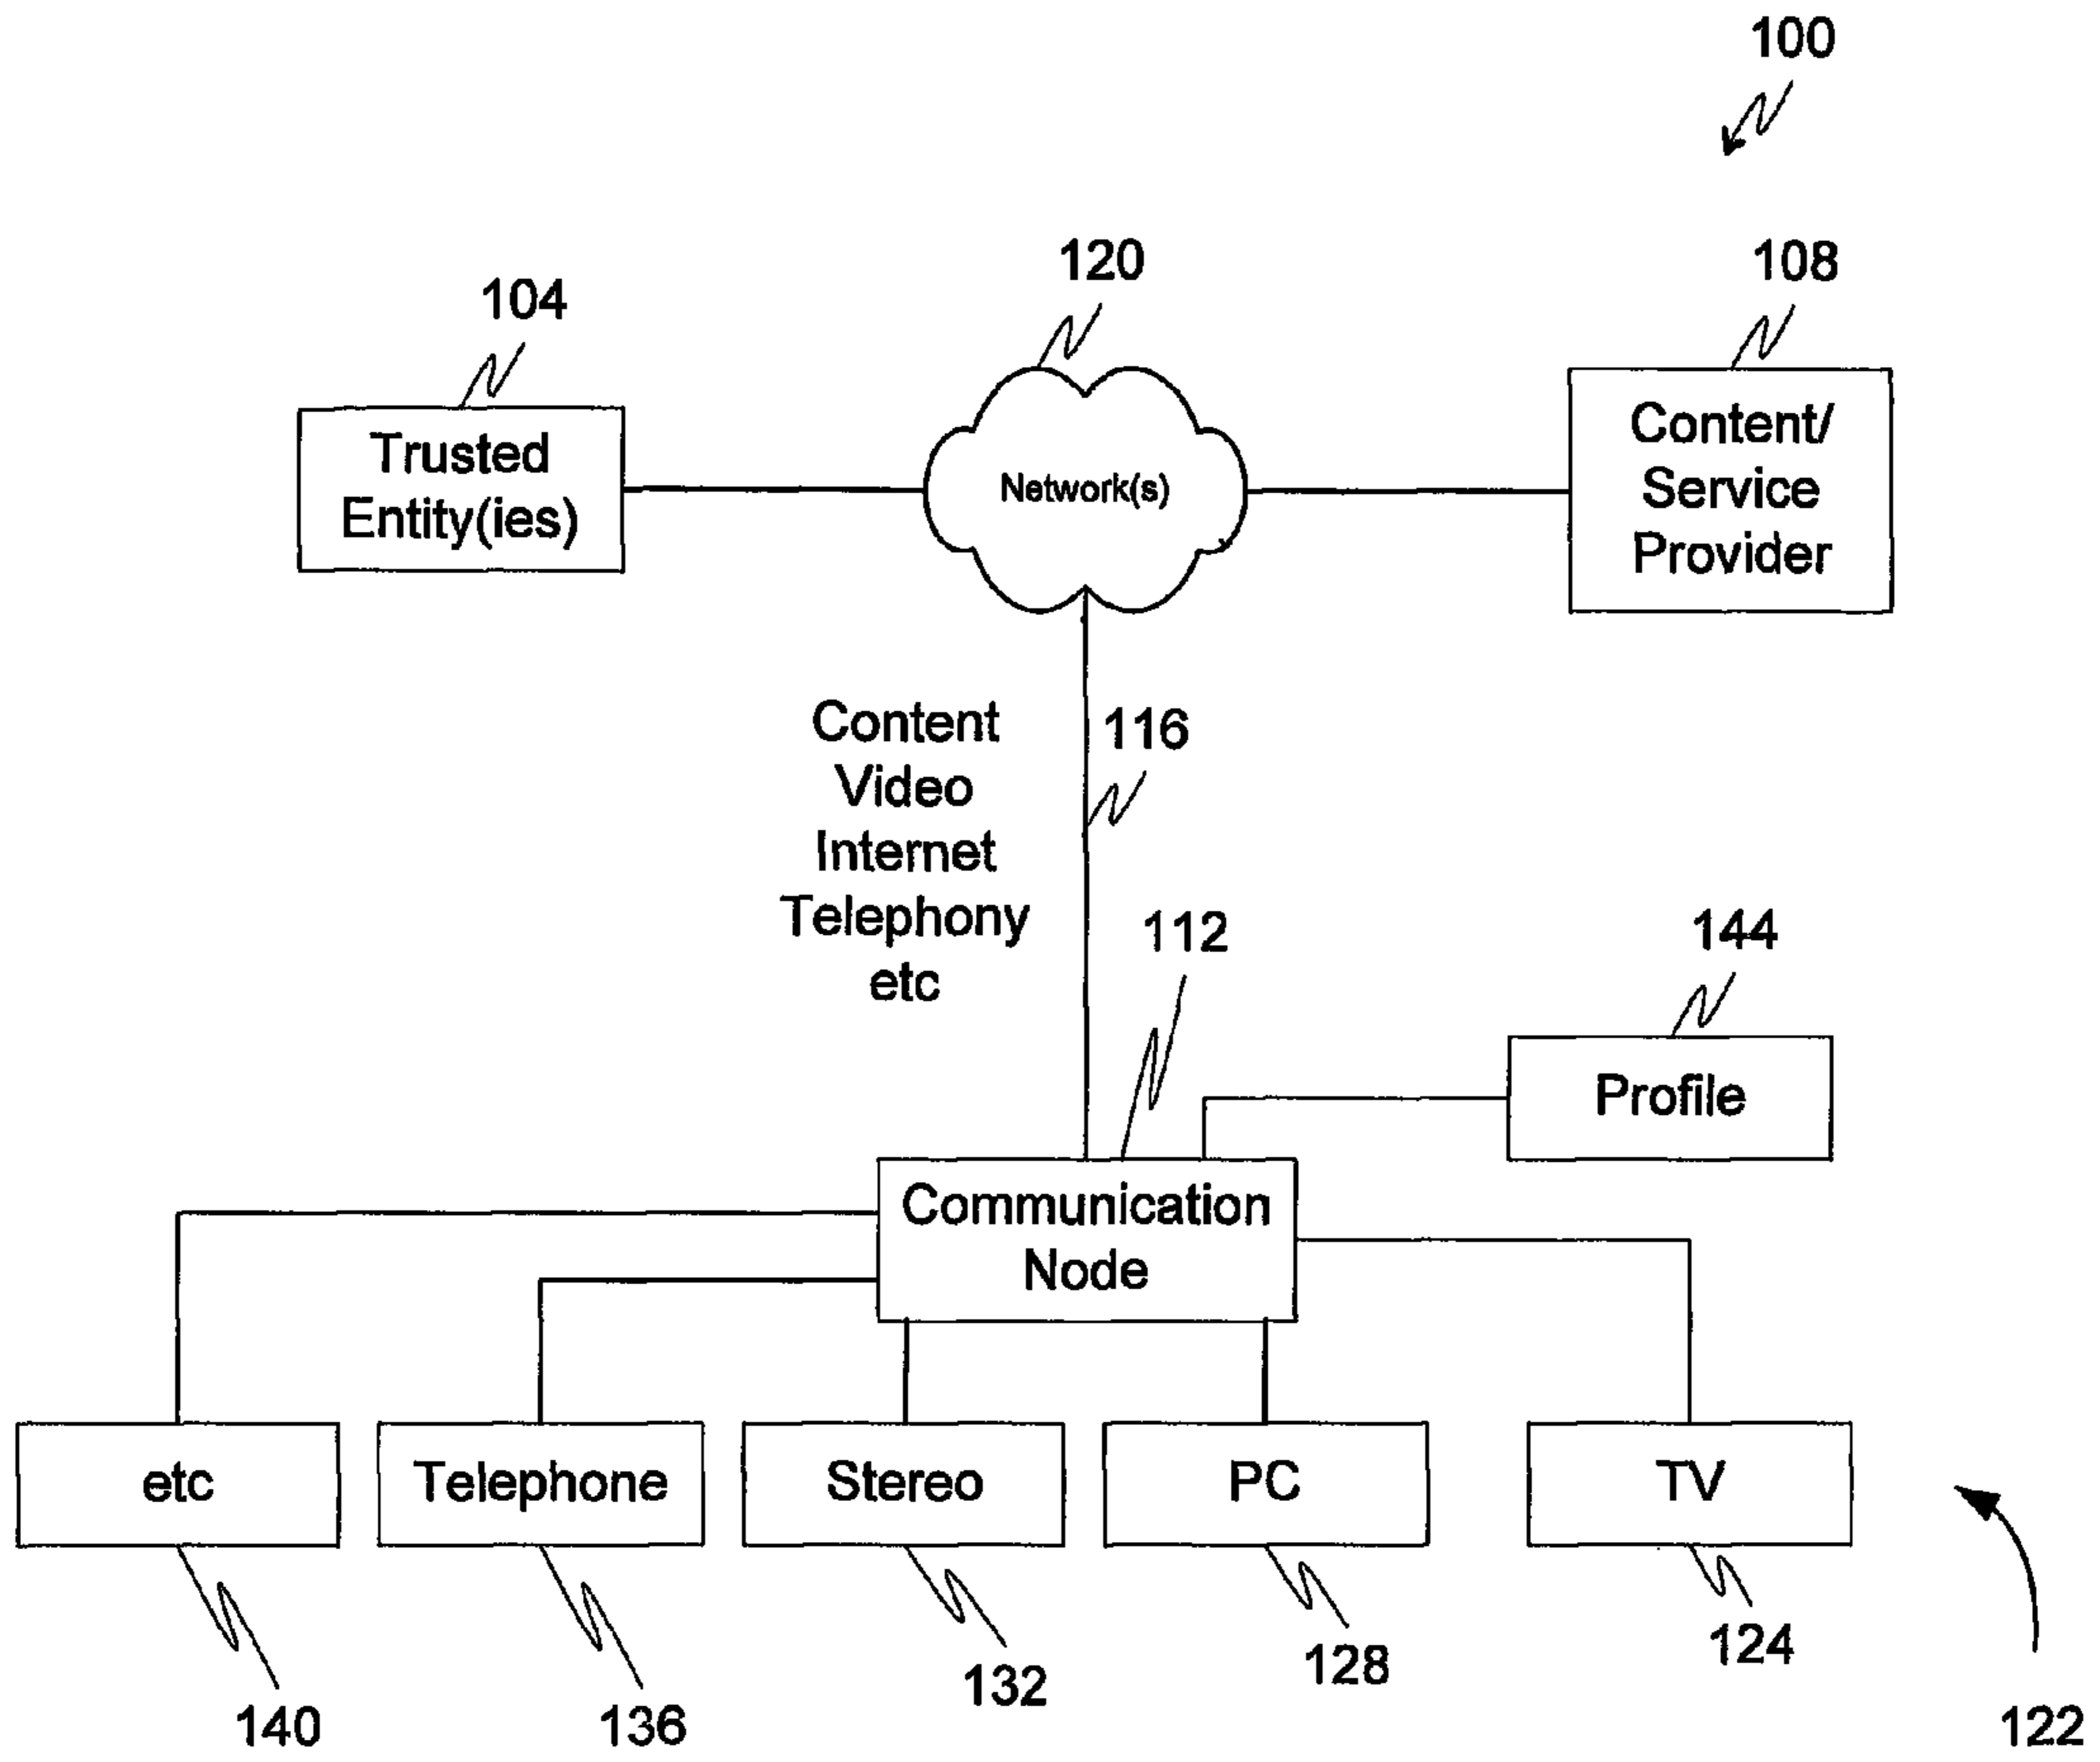 100
120
108
104
Trusted
Entity(ies)
Network(s)
Content/
Service
Provider
Content
Video
Internet
Telephony
etc
116
112
144
Profile
Communication
Node
etc
Telephone
Stereo
PC
TV
140
136
132
128
124
122